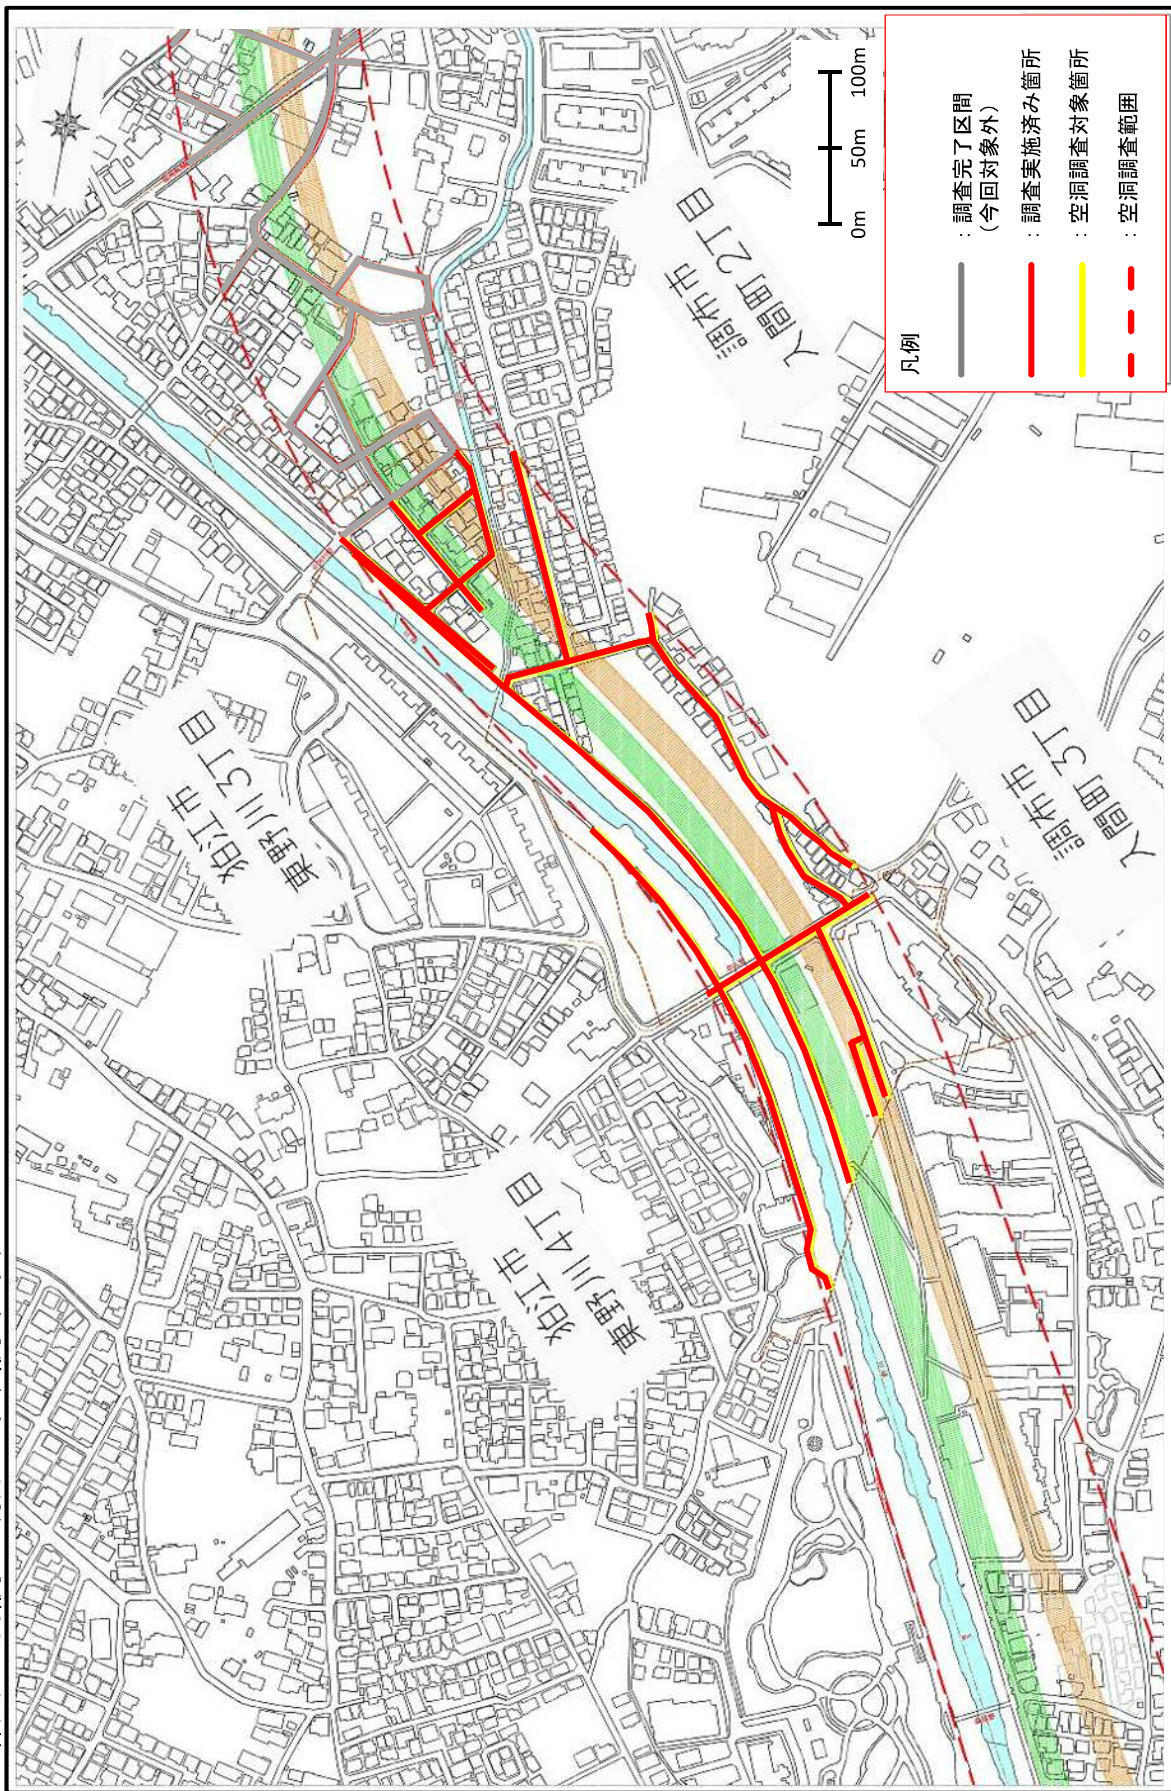 狛江市
東野川3丁目
狛江市
東野川4丁目
調布市
入間町2丁目
調布市
入間町3丁目
0m
50m
100m
凡例
：調査完了区間
（今回対象外）
：調査実施済み箇所
：空洞調査対象箇所
：空洞調査範囲